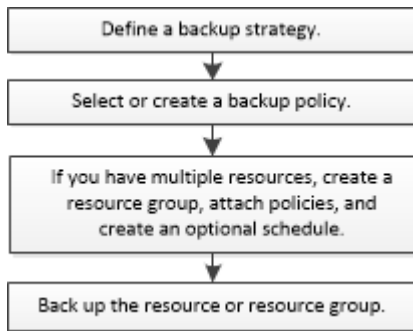 Define a backup strategy.
Select or create a backup policy.
If you have multiple resources, create a
resource group, attach policies, and
create an optional schedule.
Back up the resource or resource group.